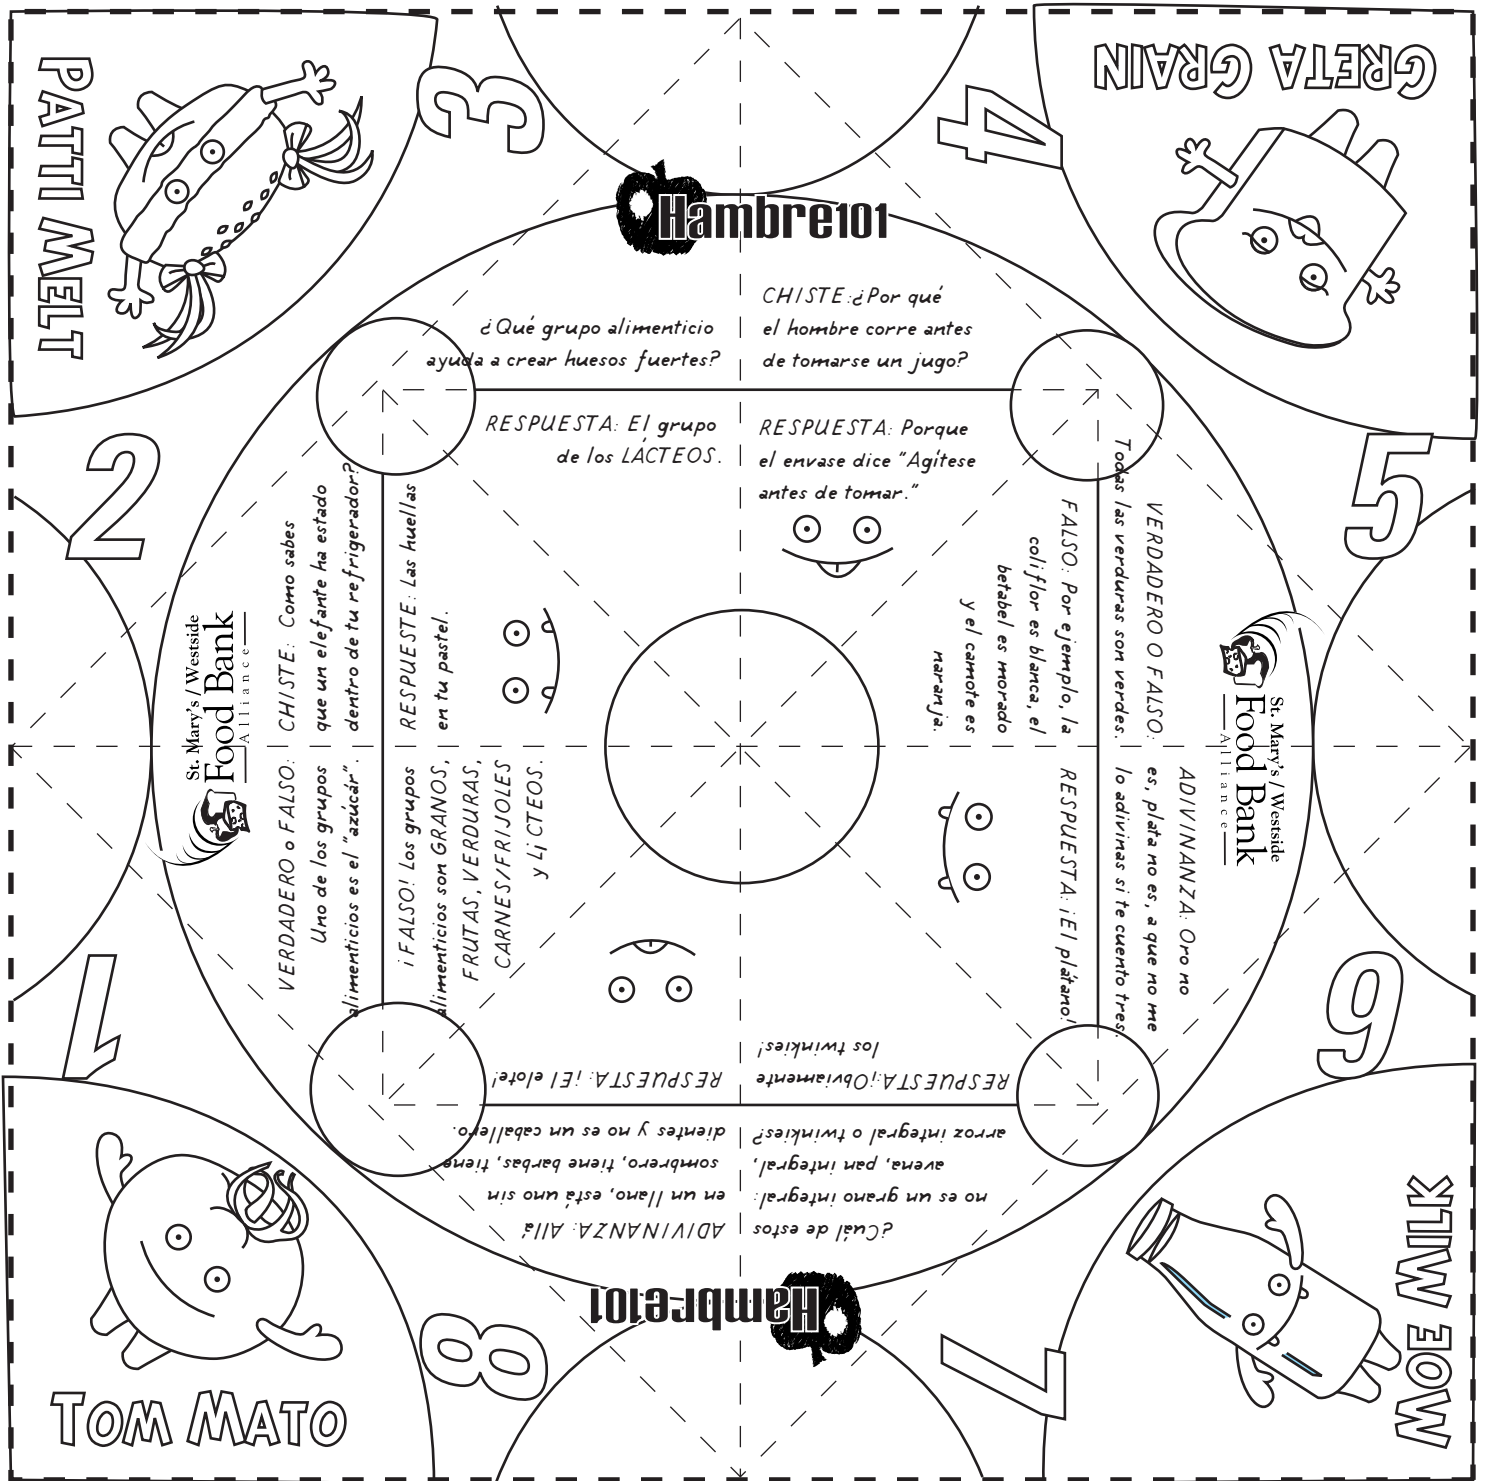 PATTI MELT
3
4
GRETA GRAIN
Hambre101
¿Qué grupo alimenticio
ayuda a crear huesos fuertes?
RESPUESTA: El grupo
de los LÁCTEOS.
CHISTE:¿Por qué
el hombre corre antes
de tomarse un jugo?
RESPUESTA: Porque
el envase dice "Agítese
antes de tomar."
2
5
St. Mary's / Westside
Food Bank
Alliance
CHISTE: Como sabes
que un elefante ha estado
dentro de tu refrigerador?
RESPUESTE: Las huellas
en tu pastel.
VERDADERO O FALSO:
Todas las verduras son verdes.
FALSO: Por ejemplo, la
coliflor es blanca, el
betabel es morado
y el camote es
naranja.
St. Mary's / Westside
Food Bank
Alliance
VERDADERO o FALSO:
Uno de los grupos
alimenticios es el "azúcar".
¡FALSO! Los grupos
alimenticios son GRANOS,
FRUTAS, VERDURAS,
CARNES/FRIJOLES
y Li CTEOS.
ADIVINANZA: Oro no
es, plata no es, a que no me
lo adivinas si te cuento tres.
RESPUESTA: ¡El plátano!
1
6
RESPUESTA: ¡El elote!
ADIVINANZA: Allá
en un llano, está uno sin
sombrero, tiene barbas, tiene
dientes y no es un caballero.
RESPUESTA:¡Obviamente
los twinkies!
¿Cuál de estos
no es un grano integral:
avena, pan integral,
arroz integral o twinkies?
Hambre101
8
7
TOM MATO
MOE MILK